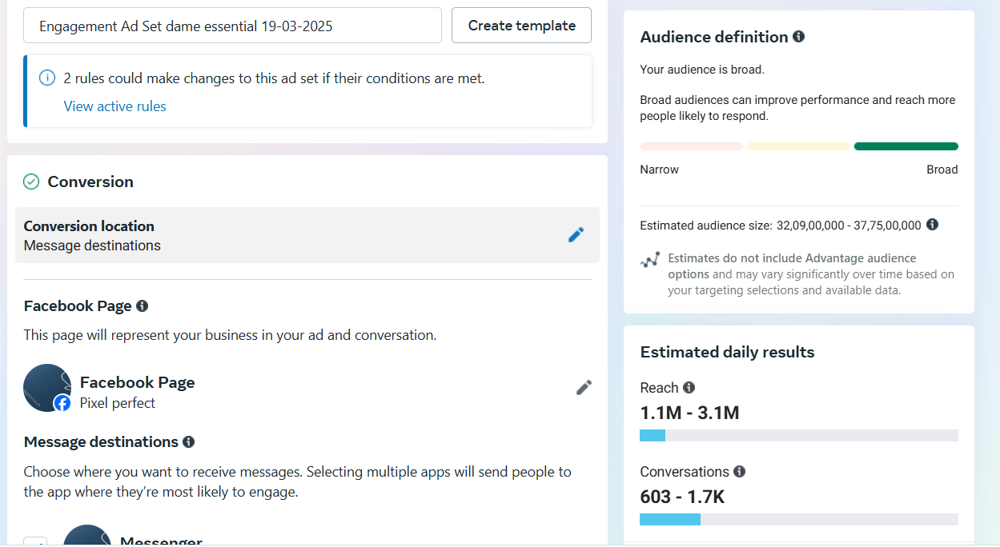 Engagement Ad Set dame essential 19-03-2025
Create template
2 rules could make changes to this ad set if their conditions are met.
View active rules
Conversion
Conversion location
Message destinations
Facebook Page
This page will represent your business in your ad and conversation.
Facebook Page
Pixel perfect
Message destinations
Choose where you want to receive messages. Selecting multiple apps will send people to
the app where they're most likely to engage.
Messenger
Audience definition
Your audience is broad.
Broad audiences can improve performance and reach more
people likely to respond.
Narrow
Broad
Estimated audience size: 32,09,00,000 - 37,75,00,000
Estimates do not include Advantage audience
options and may vary significantly over time based on
your targeting selections and available data.
Estimated daily results
Reach
1.1M - 3.1M
Conversations
603 - 1.7K